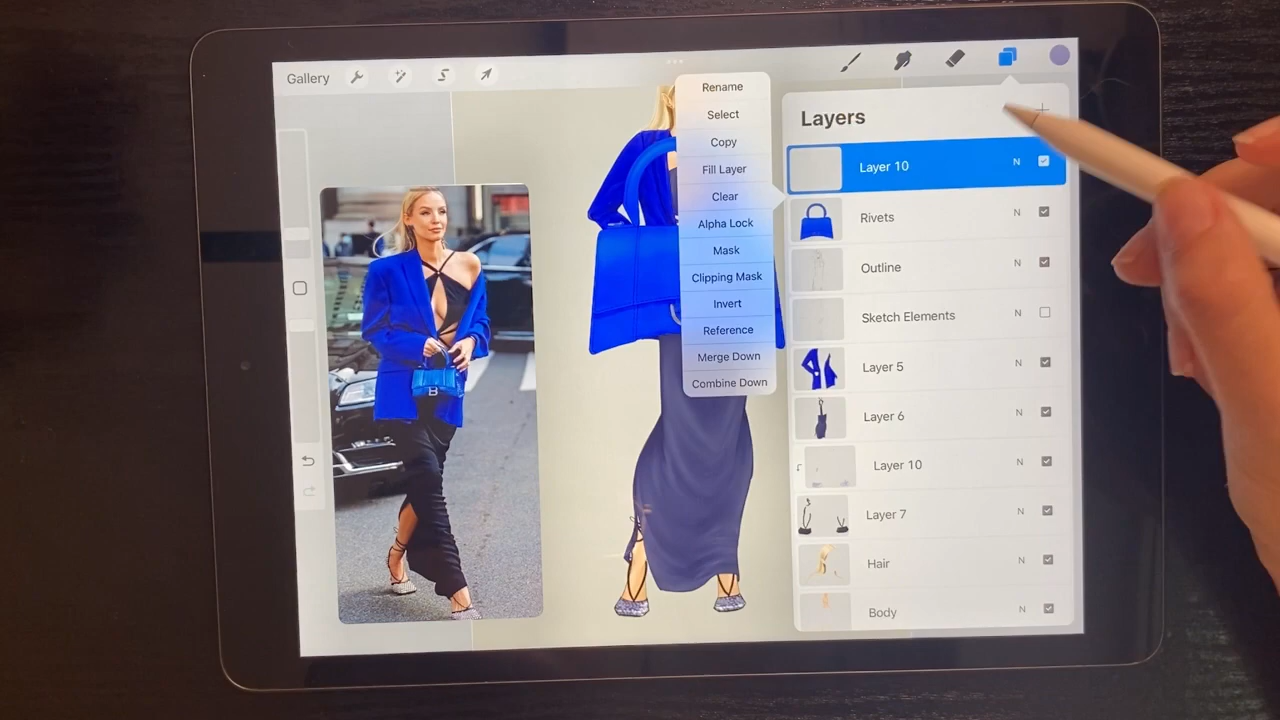 Gallery
Rename
Select
Copy
Fill Layer
Clear
Alpha Lock
Mask
Clipping Mask
Invert
Reference
Merge Down
Combine Down
Layers
Layer 10 N
Rivets N
Outline N
Sketch Elements N
Layer 5 N
Layer 6 N
Layer 10 N
Layer 7 N
Hair N
Body N
B